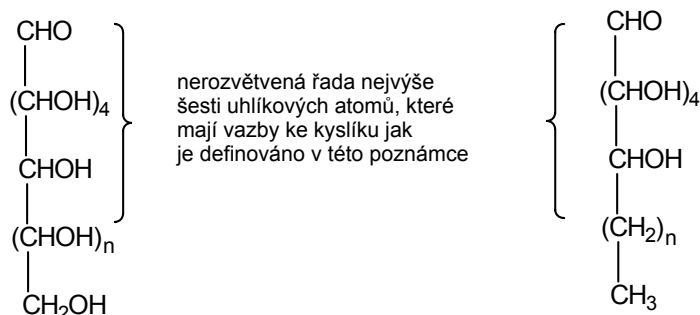 CHO
(CHOH)4
CHOH
(CHOH)n
CH2OH
nerozvětvená řada nejvýše
šesti uhlíkových atomů, které
mají vazby ke kyslíku jak
je definováno v této poznámce
CHO
(CHOH)4
CHOH
(CH2)n
CH3